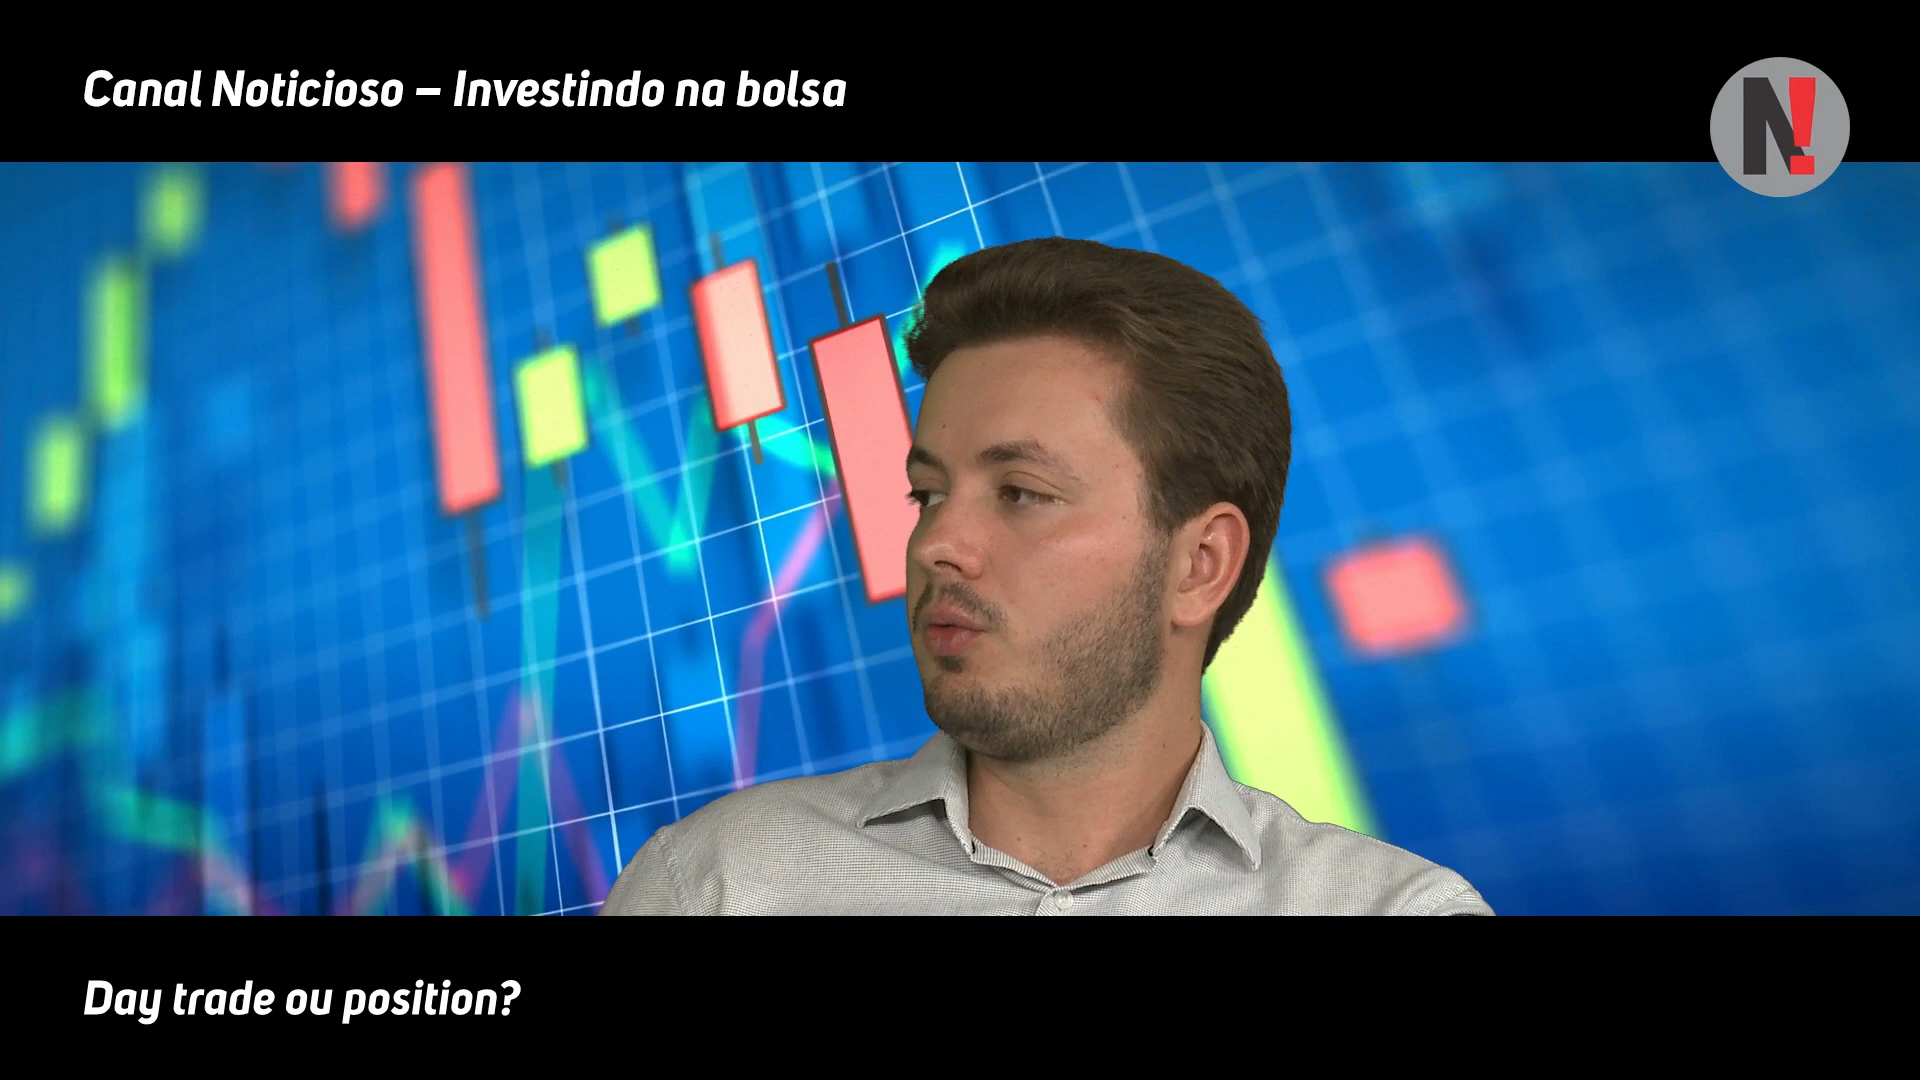 Canal Noticioso – Investindo na bolsa
N!
Day trade ou position?